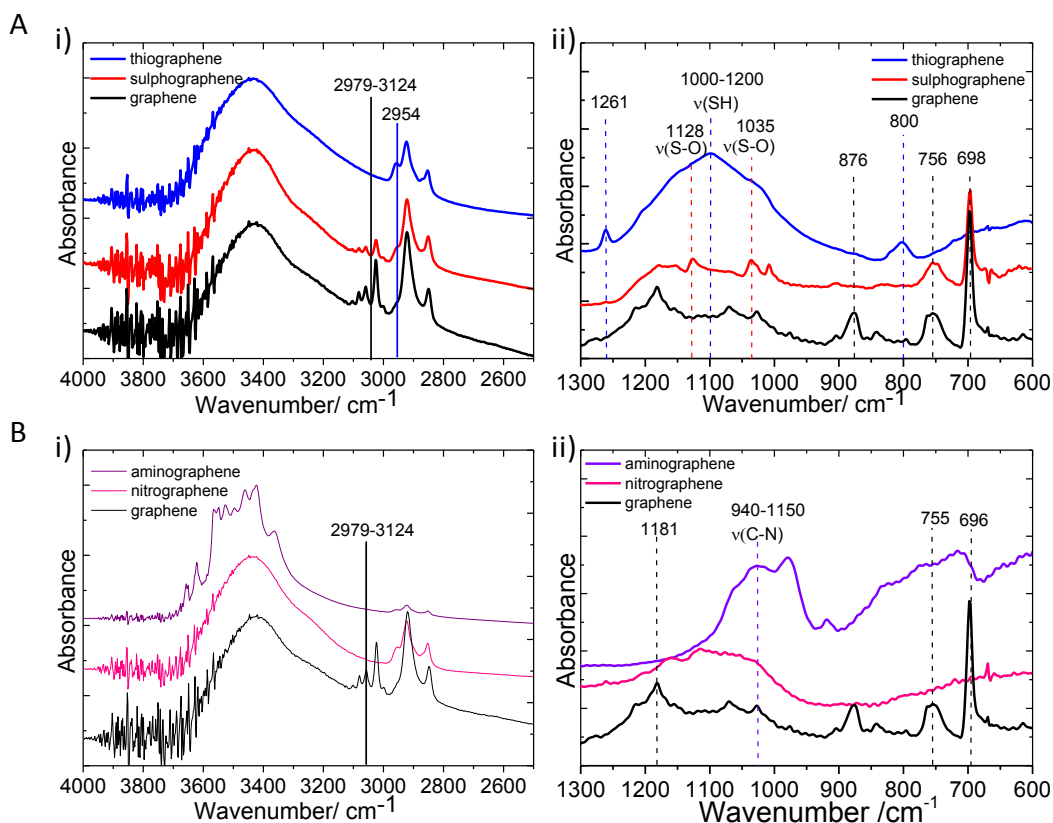 A
i)
thiographene
sulphographene
graphene
2979-3124
2954
Absorbance
4000 3800 3600 3400 3200 3000 2800 2600
Wavenumber/ cm-1
ii)
thiographene
sulphographene
graphene
1000-1200
ν(SH)
1261
1128
ν(S-O)
1035
ν(S-O)
800
876
756
698
Absorbance
1300 1200 1100 1000 900 800 700 600
Wavenumber/ cm-1
B
i)
aminographene
nitrographene
graphene
2979-3124
Absorbance
4000 3800 3600 3400 3200 3000 2800 2600
Wavenumber/ cm-1
ii)
aminographene
nitrographene
graphene
1181
940-1150
ν(C-N)
755
696
Absorbance
1300 1200 1100 1000 900 800 700 600
Wavenumber /cm-1